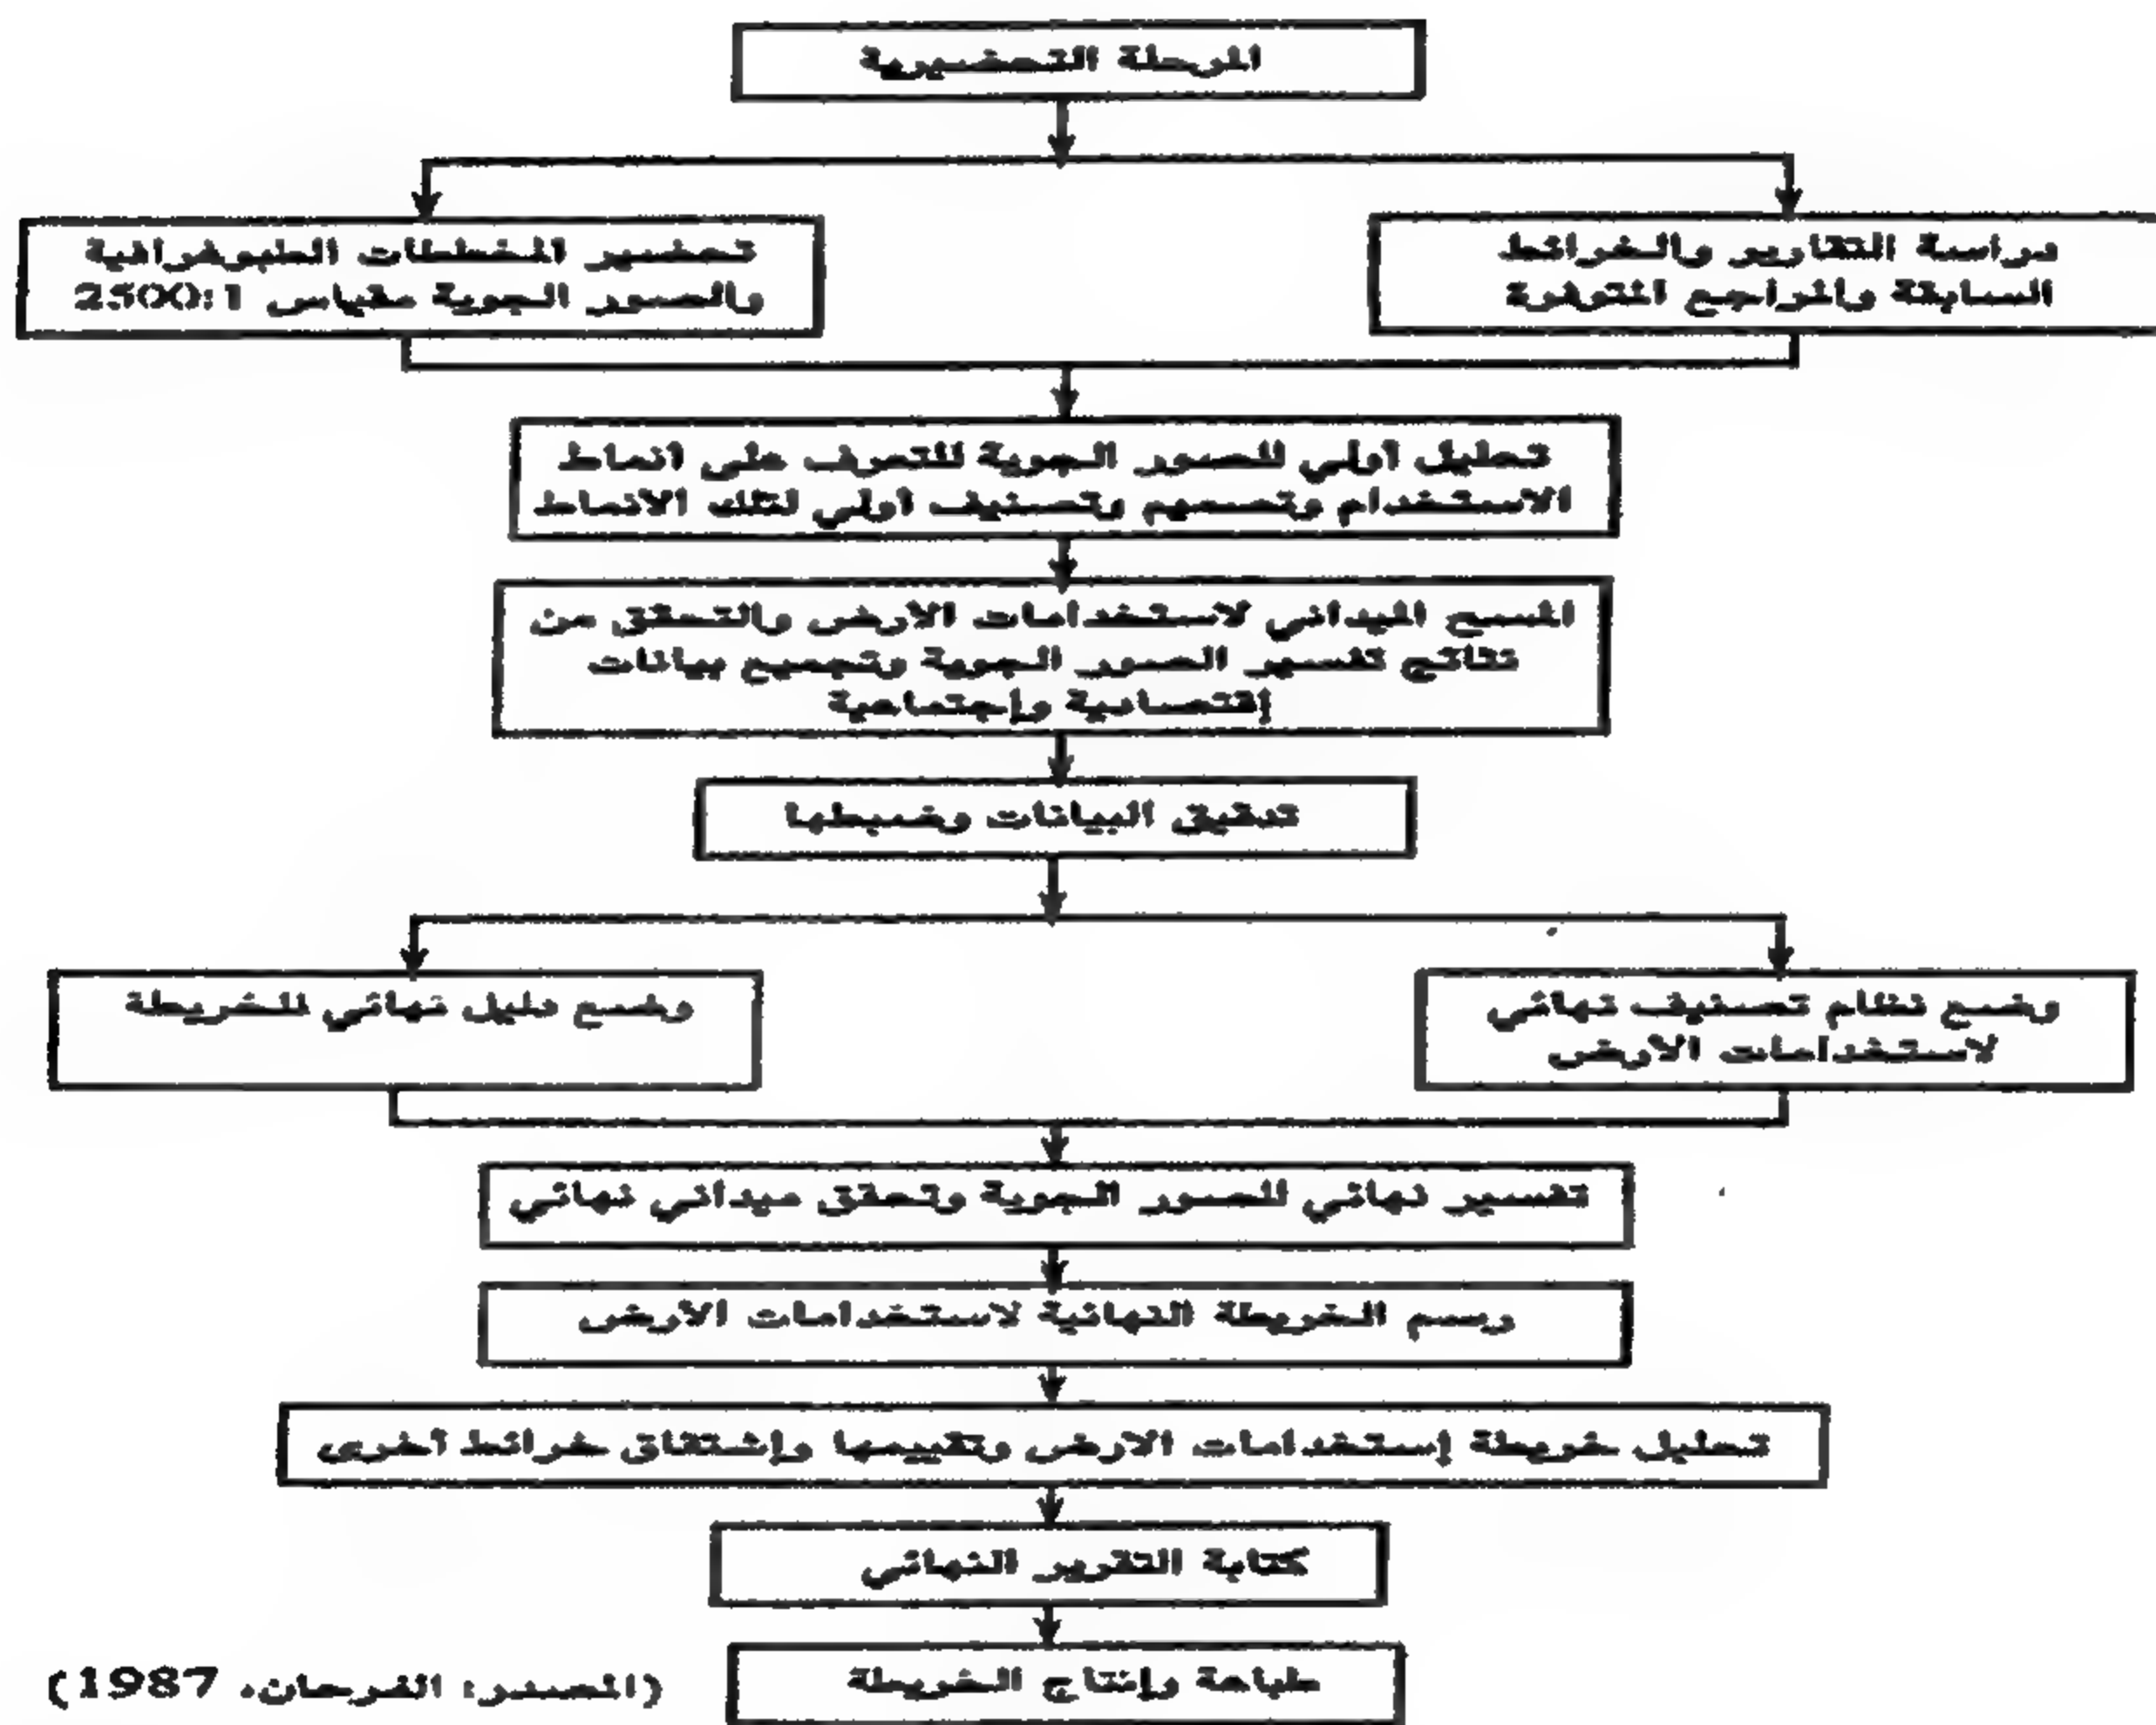 المرحلة التحضيرية
دراسة التقارير والخرائط
السابقة والمراجع المتوفرة
تحضير المخططات الطبوغرافية
والصور الجوية مقياس 2500:1
تحليل أولي للصور الجوية للتعرف على انماط
الاستخدام وتصميم وتصنيف أولي لتلك الانماط
المسح الميداني لاستخدامات الارض والتحقق من
نتائج تفسير الصور الجوية وتجميع بيانات
إقتصادية وإجتماعية
تدقيق البيانات وضبطها
وضع نظام تصنيف نهائي
لاستخدامات الارض
وضع دليل نهائي للخريطة
تفسير نهائي للصور الجوية وتحقق ميداني نهائي
رسم الخريطة النهائية لاستخدامات الارض
تحليل خريطة إستخدامات الارض وتقييمها وإشتقاق خرائط أخرى
كتابة التقرير النهائي
طباعة وإنتاج الخريطة
(المصدر: الفرحان، 1987)